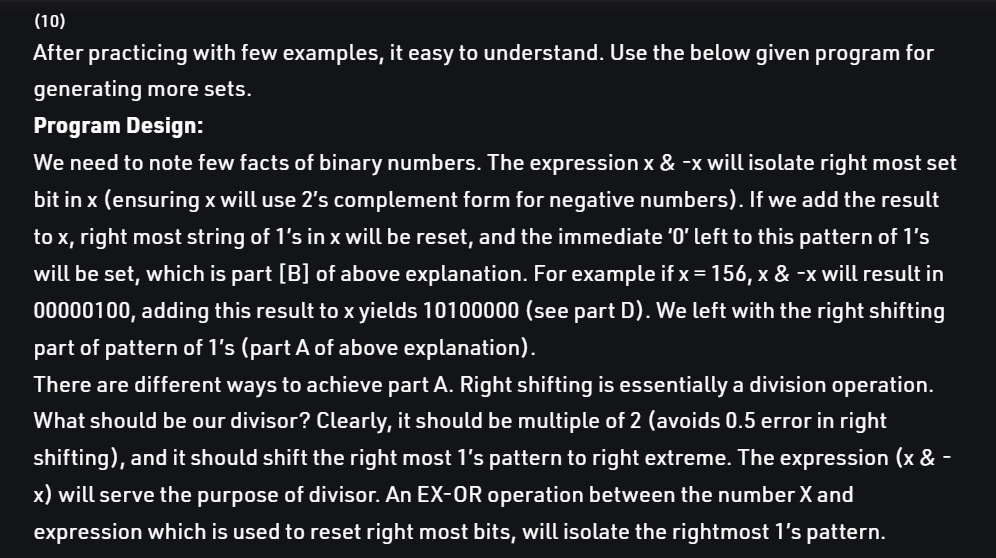 (10)
After practicing with few examples, it easy to understand. Use the below given program for
generating more sets.
Program Design:
We need to note few facts of binary numbers. The expression x & -x will isolate right most set
bit in x (ensuring x will use 2’s complement form for negative numbers). If we add the result
to x, right most string of 1’s in x will be reset, and the immediate ‘0’ left to this pattern of 1’s
will be set, which is part [B] of above explanation. For example if x = 156, x & -x will result in
00000100, adding this result to x yields 10100000 (see part D). We left with the right shifting
part of pattern of 1’s (part A of above explanation).
There are different ways to achieve part A. Right shifting is essentially a division operation.
What should be our divisor? Clearly, it should be multiple of 2 (avoids 0.5 error in right
shifting), and it should shift the right most 1’s pattern to right extreme. The expression (x & -
x) will serve the purpose of divisor. An EX-OR operation between the number X and
expression which is used to reset right most bits, will isolate the rightmost 1’s pattern.